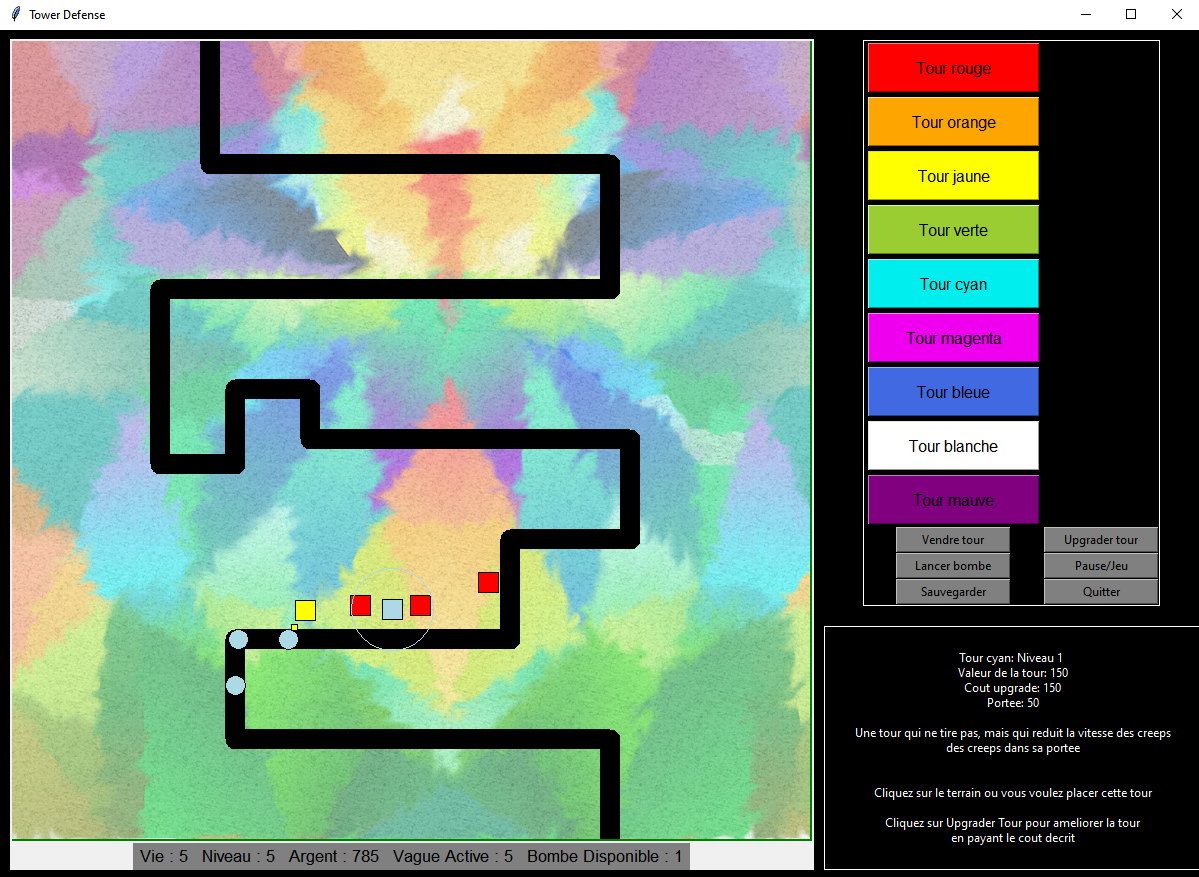 Tower Defense
Tour rouge
Tour orange
Tour jaune
Tour verte
Tour cyan
Tour magenta
Tour bleue
Tour blanche
Tour mauve
Vendre tour Upgrader tour
Lancer bombe Pause/Jeu
Sauvegarder Quitter
Tour cyan: Niveau 1
Valeur de la tour: 150
Cout upgrade: 150
Portee: 50
Une tour qui ne tire pas, mais qui reduit la vitesse des creeps
des creeps dans sa portee
Cliquez sur le terrain ou vous voulez placer cette tour
Cliquez sur Upgrader Tour pour ameliorer la tour
en payant le cout decrit
Vie : 5 Niveau : 5 Argent : 785 Vague Active : 5 Bombe Disponible : 1